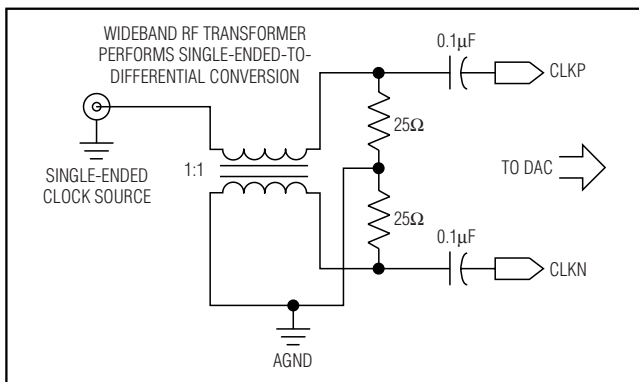 WIDEBAND RF TRANSFORMER
PERFORMS SINGLE-ENDED-TO-
DIFFERENTIAL CONVERSION
0.1μF
CLKP
25Ω
1:1
SINGLE-ENDED
CLOCK SOURCE
TO DAC
25Ω
0.1μF
CLKN
AGND